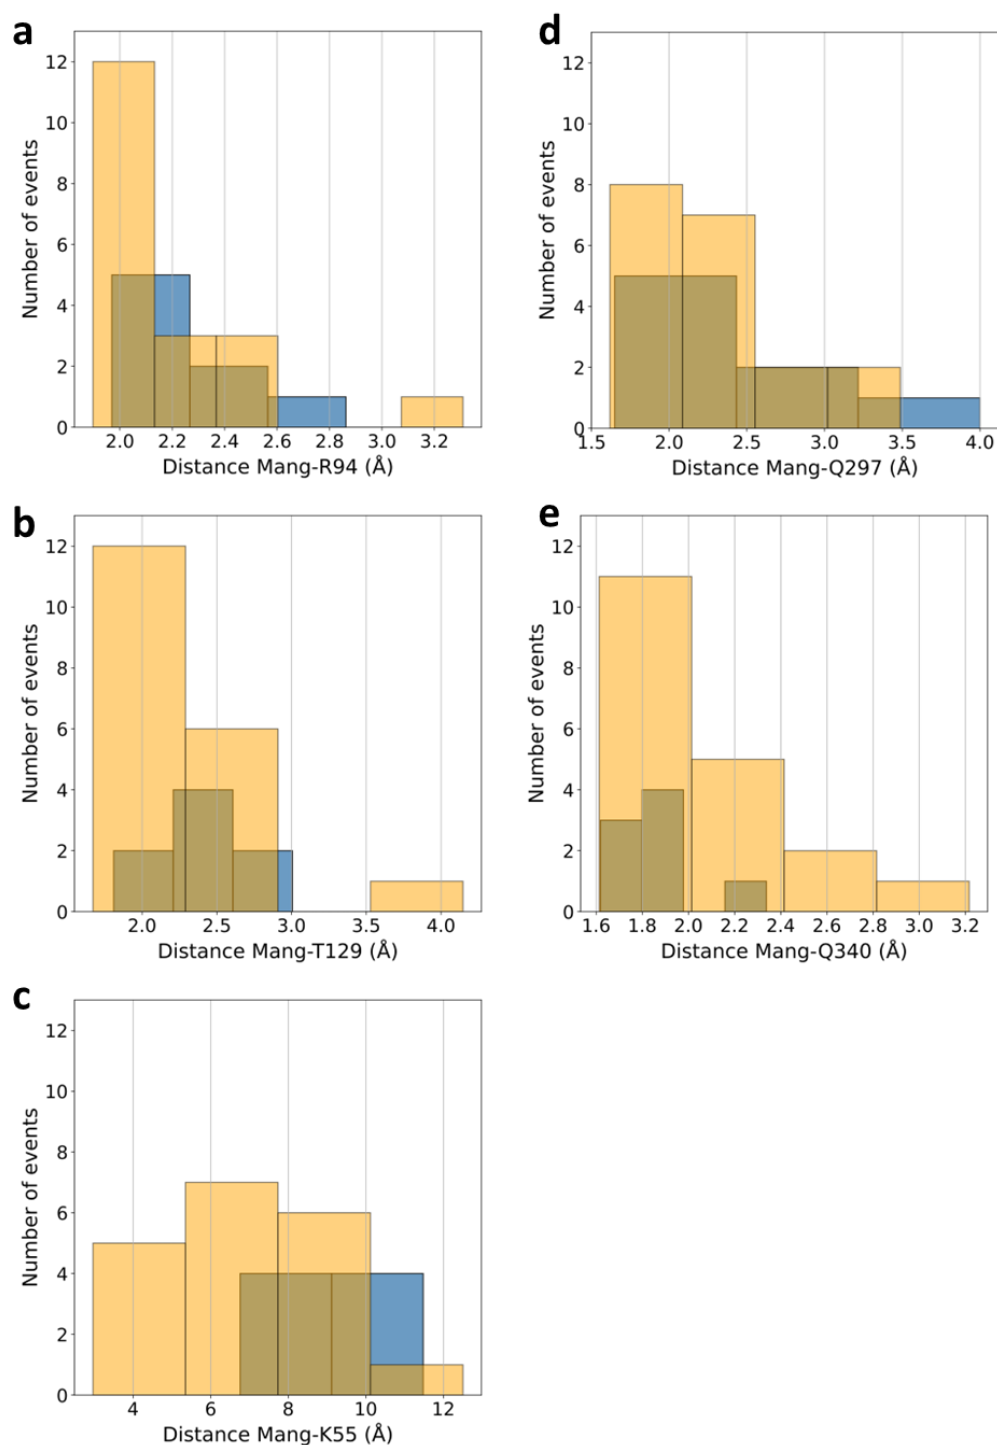 a
Number of events
12
10
8
6
4
2
0
2.0 2.2 2.4 2.6 2.8 3.0 3.2
Distance Mang-R94 (Å)
b
Number of events
12
10
8
6
4
2
0
2.0 2.5 3.0 3.5 4.0
Distance Mang-T129 (Å)
c
Number of events
12
10
8
6
4
2
0
4 6 8 10 12
Distance Mang-K55 (Å)
d
Number of events
12
10
8
6
4
2
0
1.5 2.0 2.5 3.0 3.5 4.0
Distance Mang-Q297 (Å)
e
Number of events
12
10
8
6
4
2
0
1.6 1.8 2.0 2.2 2.4 2.6 2.8 3.0 3.2
Distance Mang-Q340 (Å)